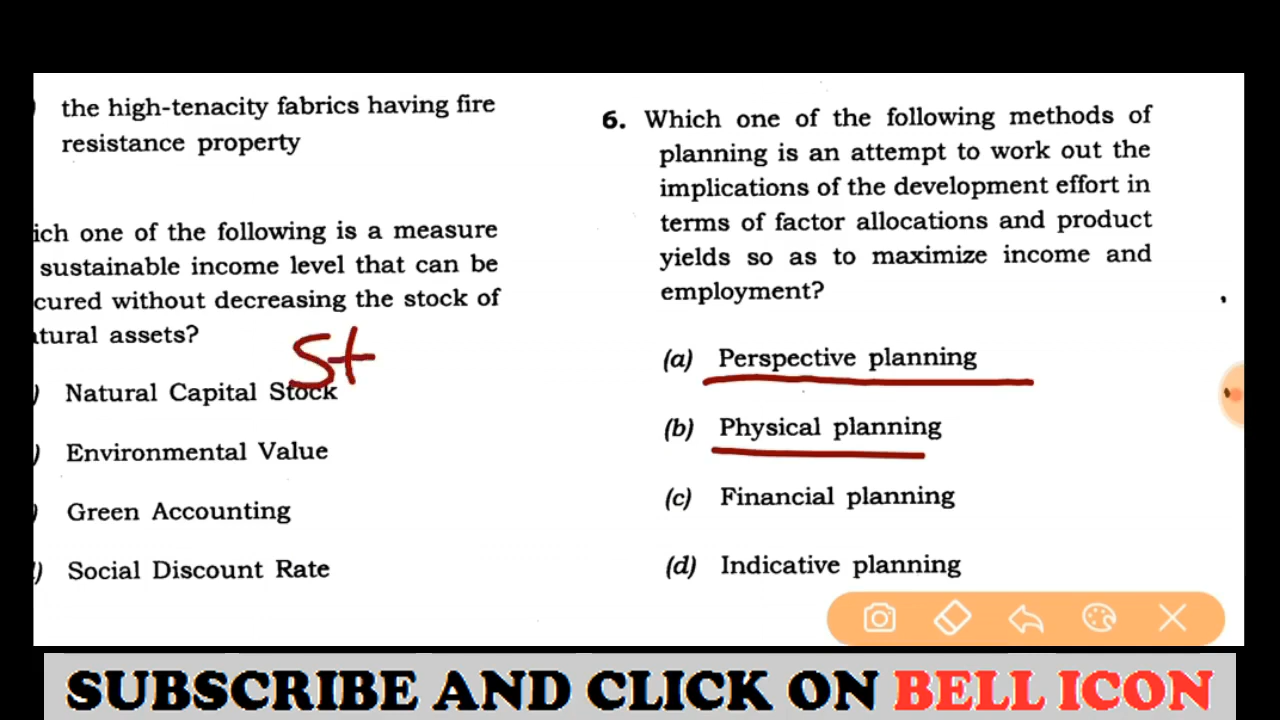 the high-tenacity fabrics having fire
resistance property
ich one of the following is a measure
sustainable income level that can be
cured without decreasing the stock of
tural assets?
St
) Natural Capital Stock
) Environmental Value
) Green Accounting
) Social Discount Rate
6. Which one of the following methods of
planning is an attempt to work out the
implications of the development effort in
terms of factor allocations and product
yields so as to maximize income and
employment?
(a) Perspective planning
(b) Physical planning
(c) Financial planning
(d) Indicative planning
SUBSCRIBE AND CLICK ON BELL ICON